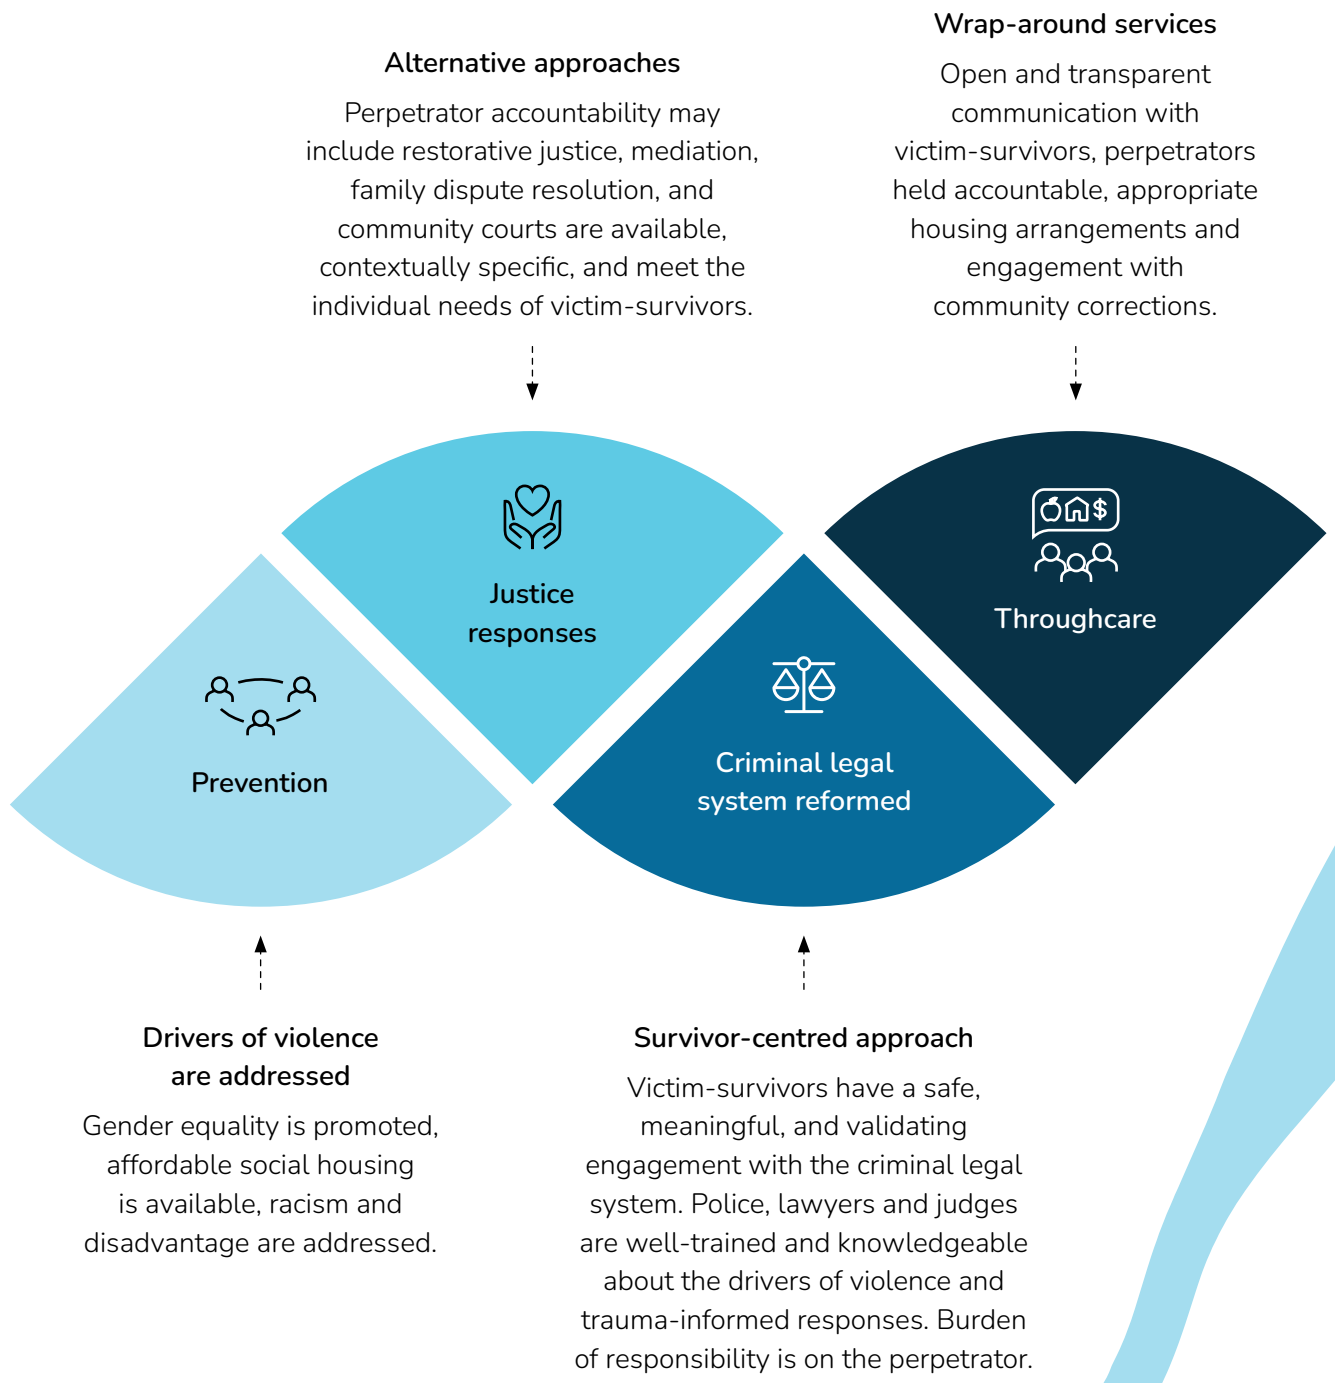 Wrap-around services
Open and transparent
communication with
victim-survivors, perpetrators
held accountable, appropriate
housing arrangements and
engagement with
community corrections.
Alternative approaches
Perpetrator accountability may
include restorative justice, mediation,
family dispute resolution, and
community courts are available,
contextually specific, and meet the
individual needs of victim-survivors.
$
Throughcare
Justice
responses
Criminal legal
system reformed
Prevention
Drivers of violence
are addressed
Gender equality is promoted,
affordable social housing
is available, racism and
disadvantage are addressed.
Survivor-centred approach
Victim-survivors have a safe,
meaningful, and validating
engagement with the criminal legal
system. Police, lawyers and judges
are well-trained and knowledgeable
about the drivers of violence and
trauma-informed responses. Burden
of responsibility is on the perpetrator.